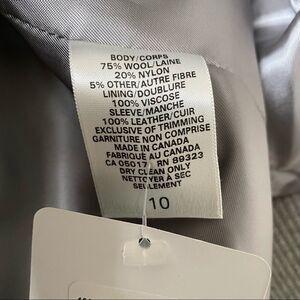 BODY/CORPS
75% WOOL/LAINE
20% NYLON
5% OTHER/AUTRE FIBRE
LINING/DOUBLURE
100% VISCOSE
SLEEVE/MANCHE
100% LEATHER/CUIR
EXCLUSIVE OF TRIMMING
GARNITURE NON COMPRISE
MADE IN CANADA
FABRIQUE AU CANADA
CA 05017 RN 89323
DRY CLEAN ONLY
NETTOYER À SEC
SEULEMENT
10